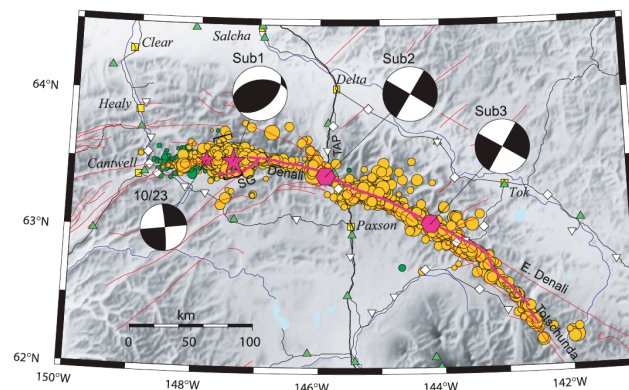 Clear
Salcha
Sub1
Sub2
64°N
Delta
Healy
Sub3
TAP
Cantwell
Denali
SG
Tok
10/23
63°N
Paxson
E. Denali
Totschunda
km
0 50 100
62°N
150°W
148°W
146°W
144°W
142°W